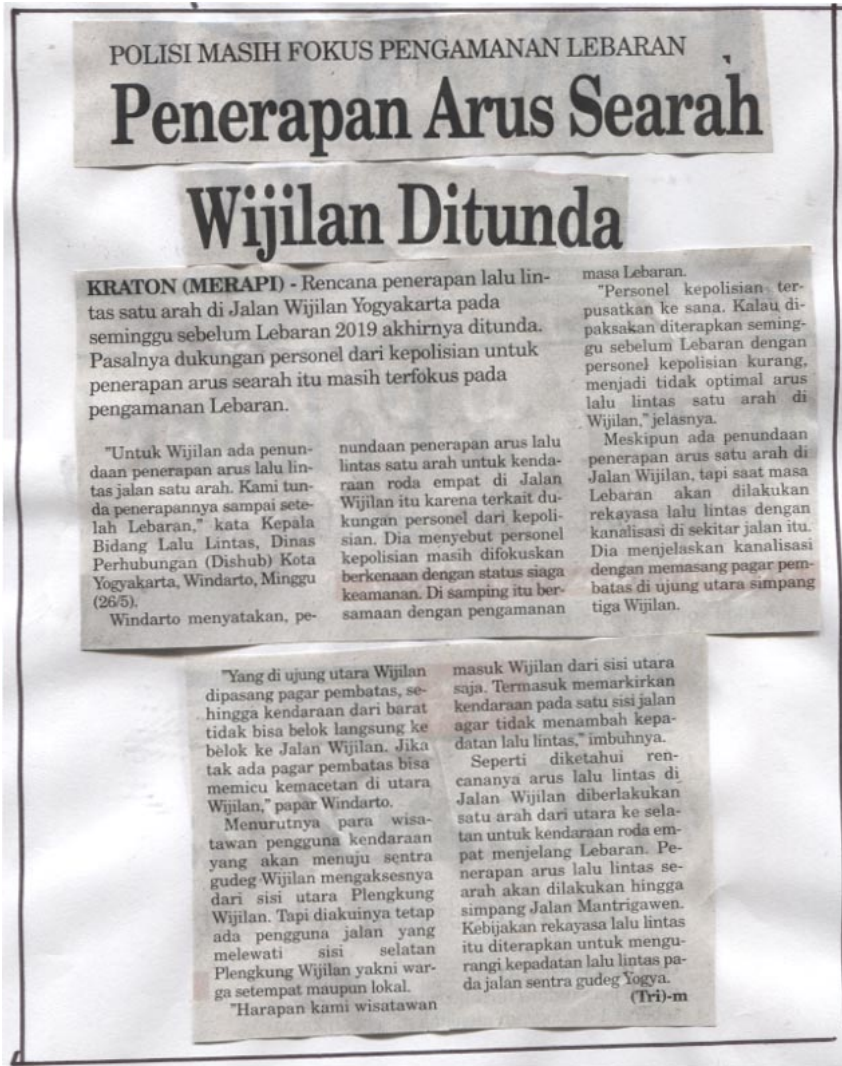 POLISI MASIH FOKUS PENGAMANAN LEBARAN
Penerapan Arus Searah
Wijilan Ditunda
KRATON (MERAPI) - Rencana penerapan lalu lin-
tas satu arah di Jalan Wijilan Yogyakarta pada
seminggu sebelum Lebaran 2019 akhirnya ditunda.
Pasalnya dukungan personel dari kepolisian untuk
penerapan arus searah itu masih terfokus pada
pengamanan Lebaran.
"Untuk Wijilan ada penun-
daan penerapan arus lalu lin-
tas jalan satu arah. Kami tun-
da penerapannya sampai sete-
lah Lebaran," kata Kepala
Bidang Lalu Lintas, Dinas
Perhubungan (Dishub) Kota
Yogyakarta, Windarto, Minggu
(26/5).
Windarto menyatakan, pe-
nundaan penerapan arus lalu
lintas satu arah untuk kenda-
raan roda empat di Jalan
Wijilan itu karena terkait du-
kungan personel dari kepoli-
sian. Dia menyebut personel
kepolisian masih difokuskan
berkenaan dengan status siaga
keamanan. Di samping itu ber-
samaan dengan pengamanan
masa Lebaran.
"Personel kepolisian ter-
pusatkan ke sana. Kalau di-
paksakan diterapkan seming-
gu sebelum Lebaran dengan
personel kepolisian kurang,
menjadi tidak optimal arus
lalu lintas satu arah di
Wijilan," jelasnya.
Meskipun ada penundaan
penerapan arus satu arah di
Jalan Wijilan, tapi saat masa
Lebaran akan dilakukan
rekayasa lalu lintas dengan
kanalisasi di sekitar jalan itu.
Dia menjelaskan kanalisasi
dengan memasang pagar pem-
batas di ujung utara simpang
tiga Wijilan.
"Yang di ujung utara Wijilan
dipasang pagar pembatas, se-
hingga kendaraan dari barat
tidak bisa belok langsung ke
belok ke Jalan Wijilan. Jika
tak ada pagar pembatas bisa
memicu kemacetan di utara
Wijilan," papar Windarto.
Menurutnya para wisa-
tawan pengguna kendaraan
yang akan menuju sentra
gudeg Wijilan mengaksesnya
dari sisi utara Plengkung
Wijilan. Tapi diakuinya tetap
ada pengguna jalan yang
melewati sisi selatan
Plengkung Wijilan yakni war-
ga setempat maupun lokal.
"Harapan kami wisatawan
masuk Wijilan dari sisi utara
saja. Termasuk memarkirkan
kendaraan pada satu sisi jalan
agar tidak menambah kepa-
datan lalu lintas," imbuhnya.
Seperti diketahui ren-
cananya arus lalu lintas di
Jalan Wijilan diberlakukan
satu arah dari utara ke sela-
tan untuk kendaraan roda em-
pat menjelang Lebaran. Pe-
nerapan arus lalu lintas se-
arah akan dilakukan hingga
simpang Jalan Mantrigawen.
Kebijakan rekayasa lalu lintas
itu diterapkan untuk mengu-
rangi kepadatan lalu lintas pa-
da jalan sentra gudeg Yogya.
(Tri)-m